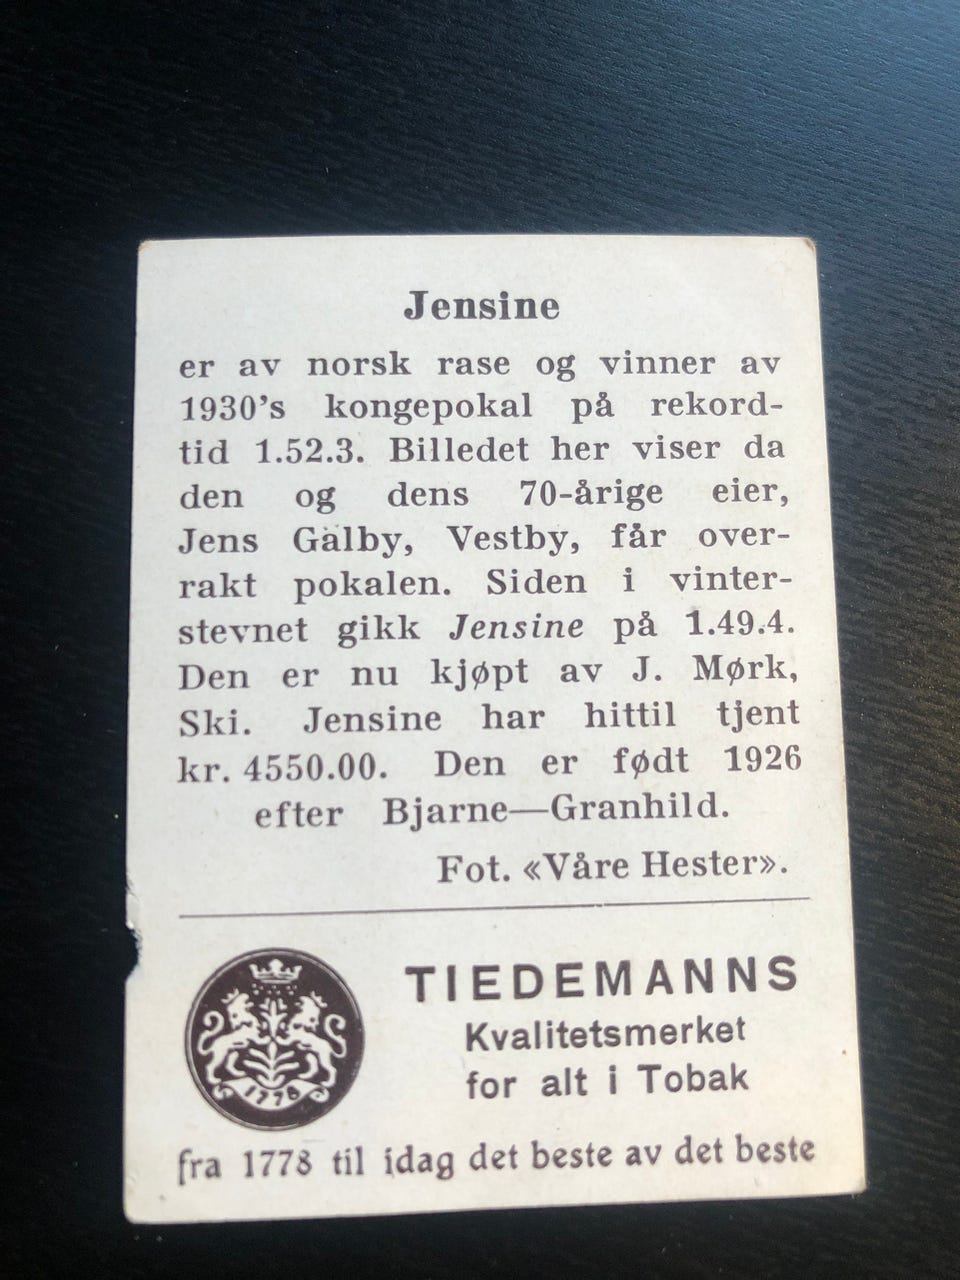 Jensine
er av norsk rase og vinner av
1930's kongepokal på rekord-
tid 1.52.3. Billedet her viser da
den og dens 70-årige eier,
Jens Galby, Vestby, får over-
rakt pokalen. Siden i vinter-
stevnet gikk Jensine på 1.49.4.
Den er nu kjøpt av J. Mørk,
Ski. Jensine har hittil tjent
kr. 4550.00. Den er født 1926
efter Bjarne—Granhild.
Fot. «Våre Hester».
TIEDEMANNS
Kvalitetsmerket
for alt i Tobak
1778
fra 1778 til idag det beste av det beste